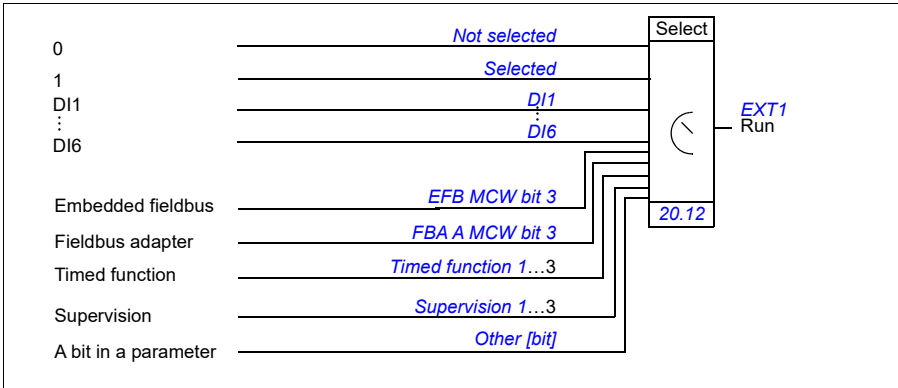 Select
0 Not selected
1 Selected
DI1 DI1
⋮ ⋮
DI6 DI6
EXT1
Run
Embedded fieldbus EFB MCW bit 3
20.12
Fieldbus adapter FBA A MCW bit 3
Timed function Timed function 1…3
Supervision Supervision 1…3
A bit in a parameter Other [bit]